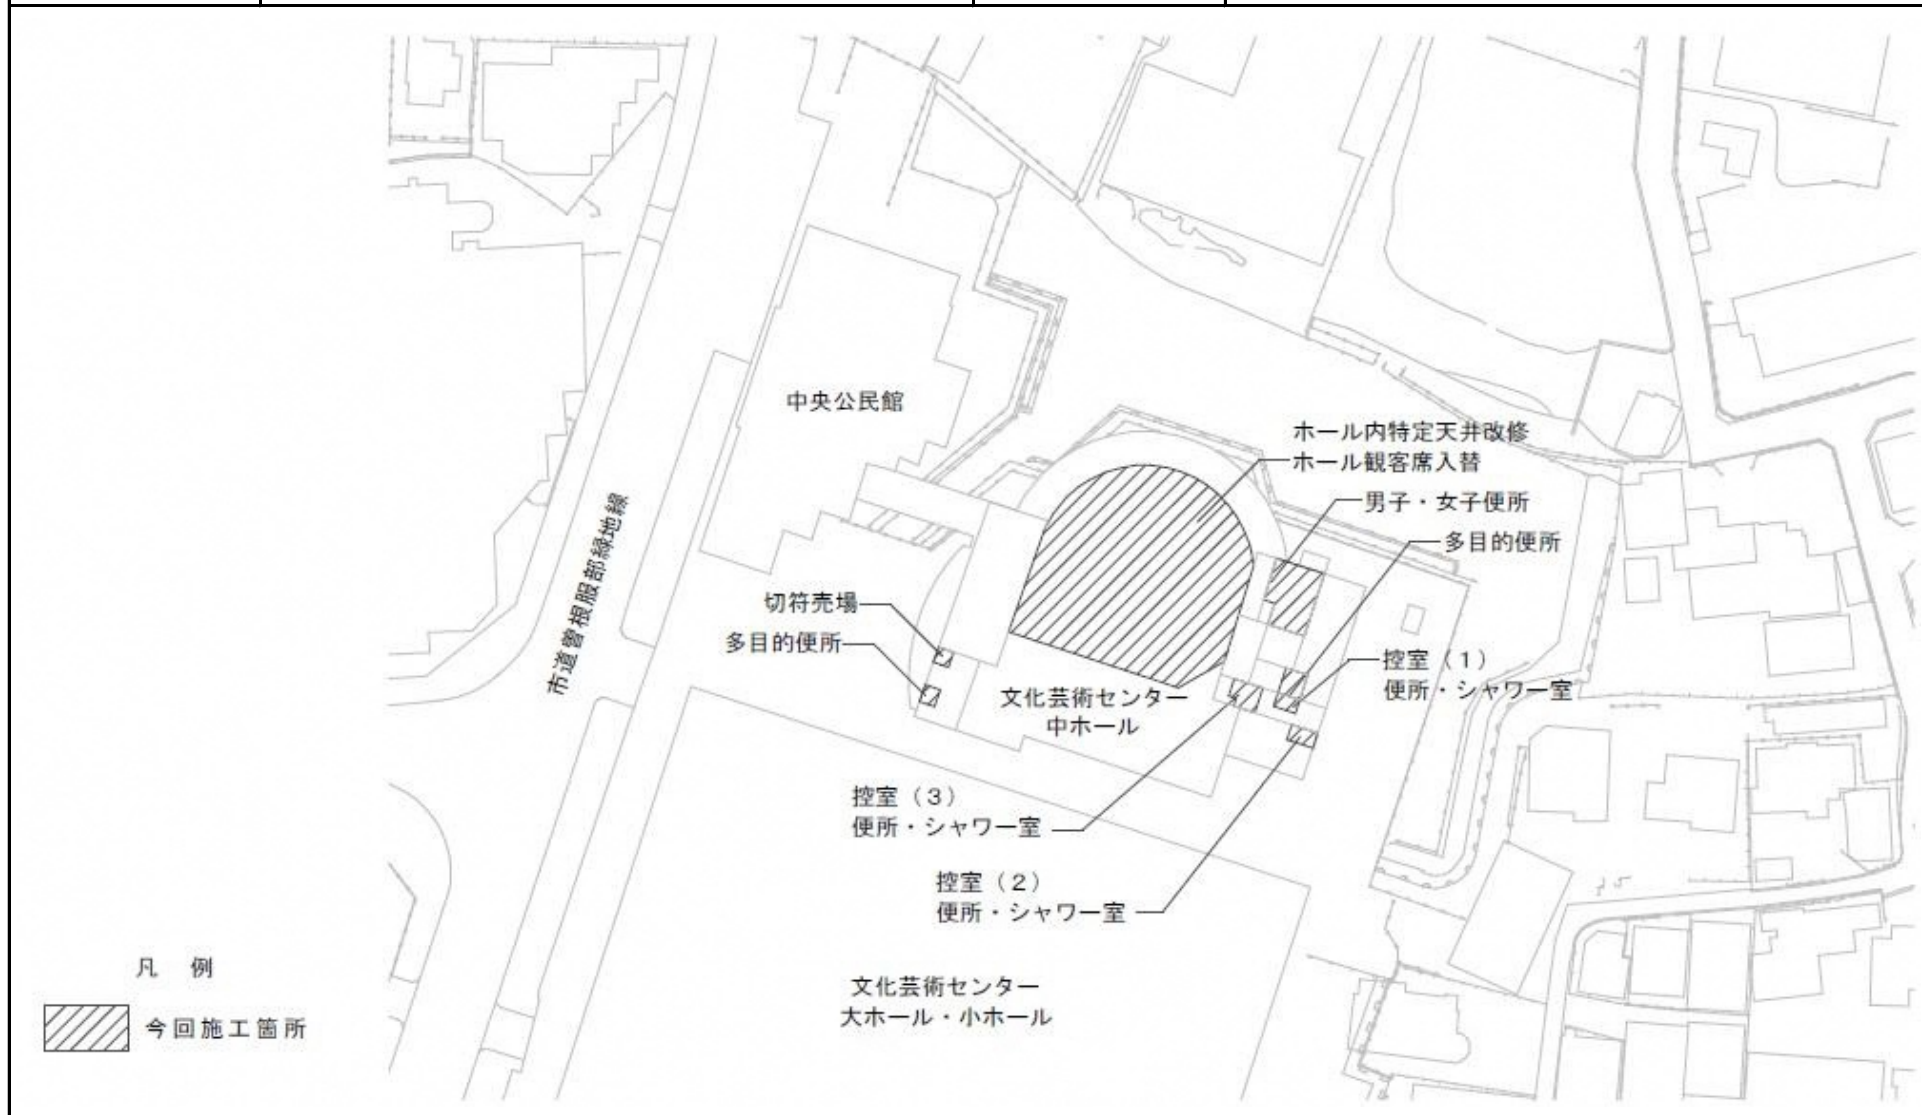 中央公民館
ホール内特定天井改修
ホール観客席入替
男子・女子便所
多目的便所
市道曽根服部緑地線
切符売場
多目的便所
控室（１）
便所・シャワー室
文化芸術センター
中ホール
控室（３）
便所・シャワー室
控室（２）
便所・シャワー室
文化芸術センター
大ホール・小ホール
凡 例
今回施工箇所